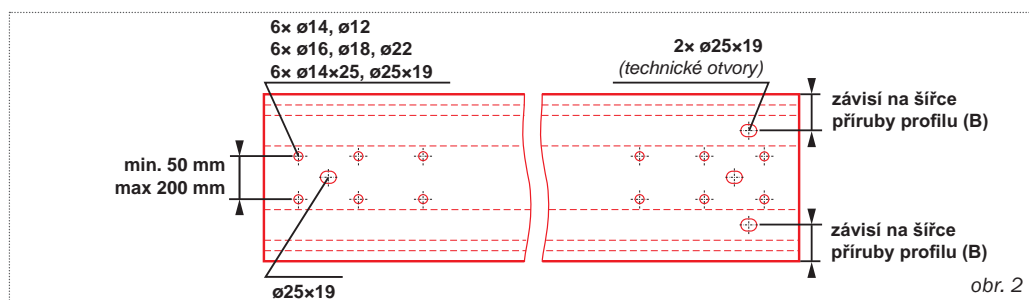 6× ø14, ø12
6× ø16, ø18, ø22
6× ø14×25, ø25×19
2× ø25×19
(technické otvory)
závisí na šířce
příruby profilu (B)
min. 50 mm
max 200 mm
závisí na šířce
příruby profilu (B)
ø25×19
obr. 2